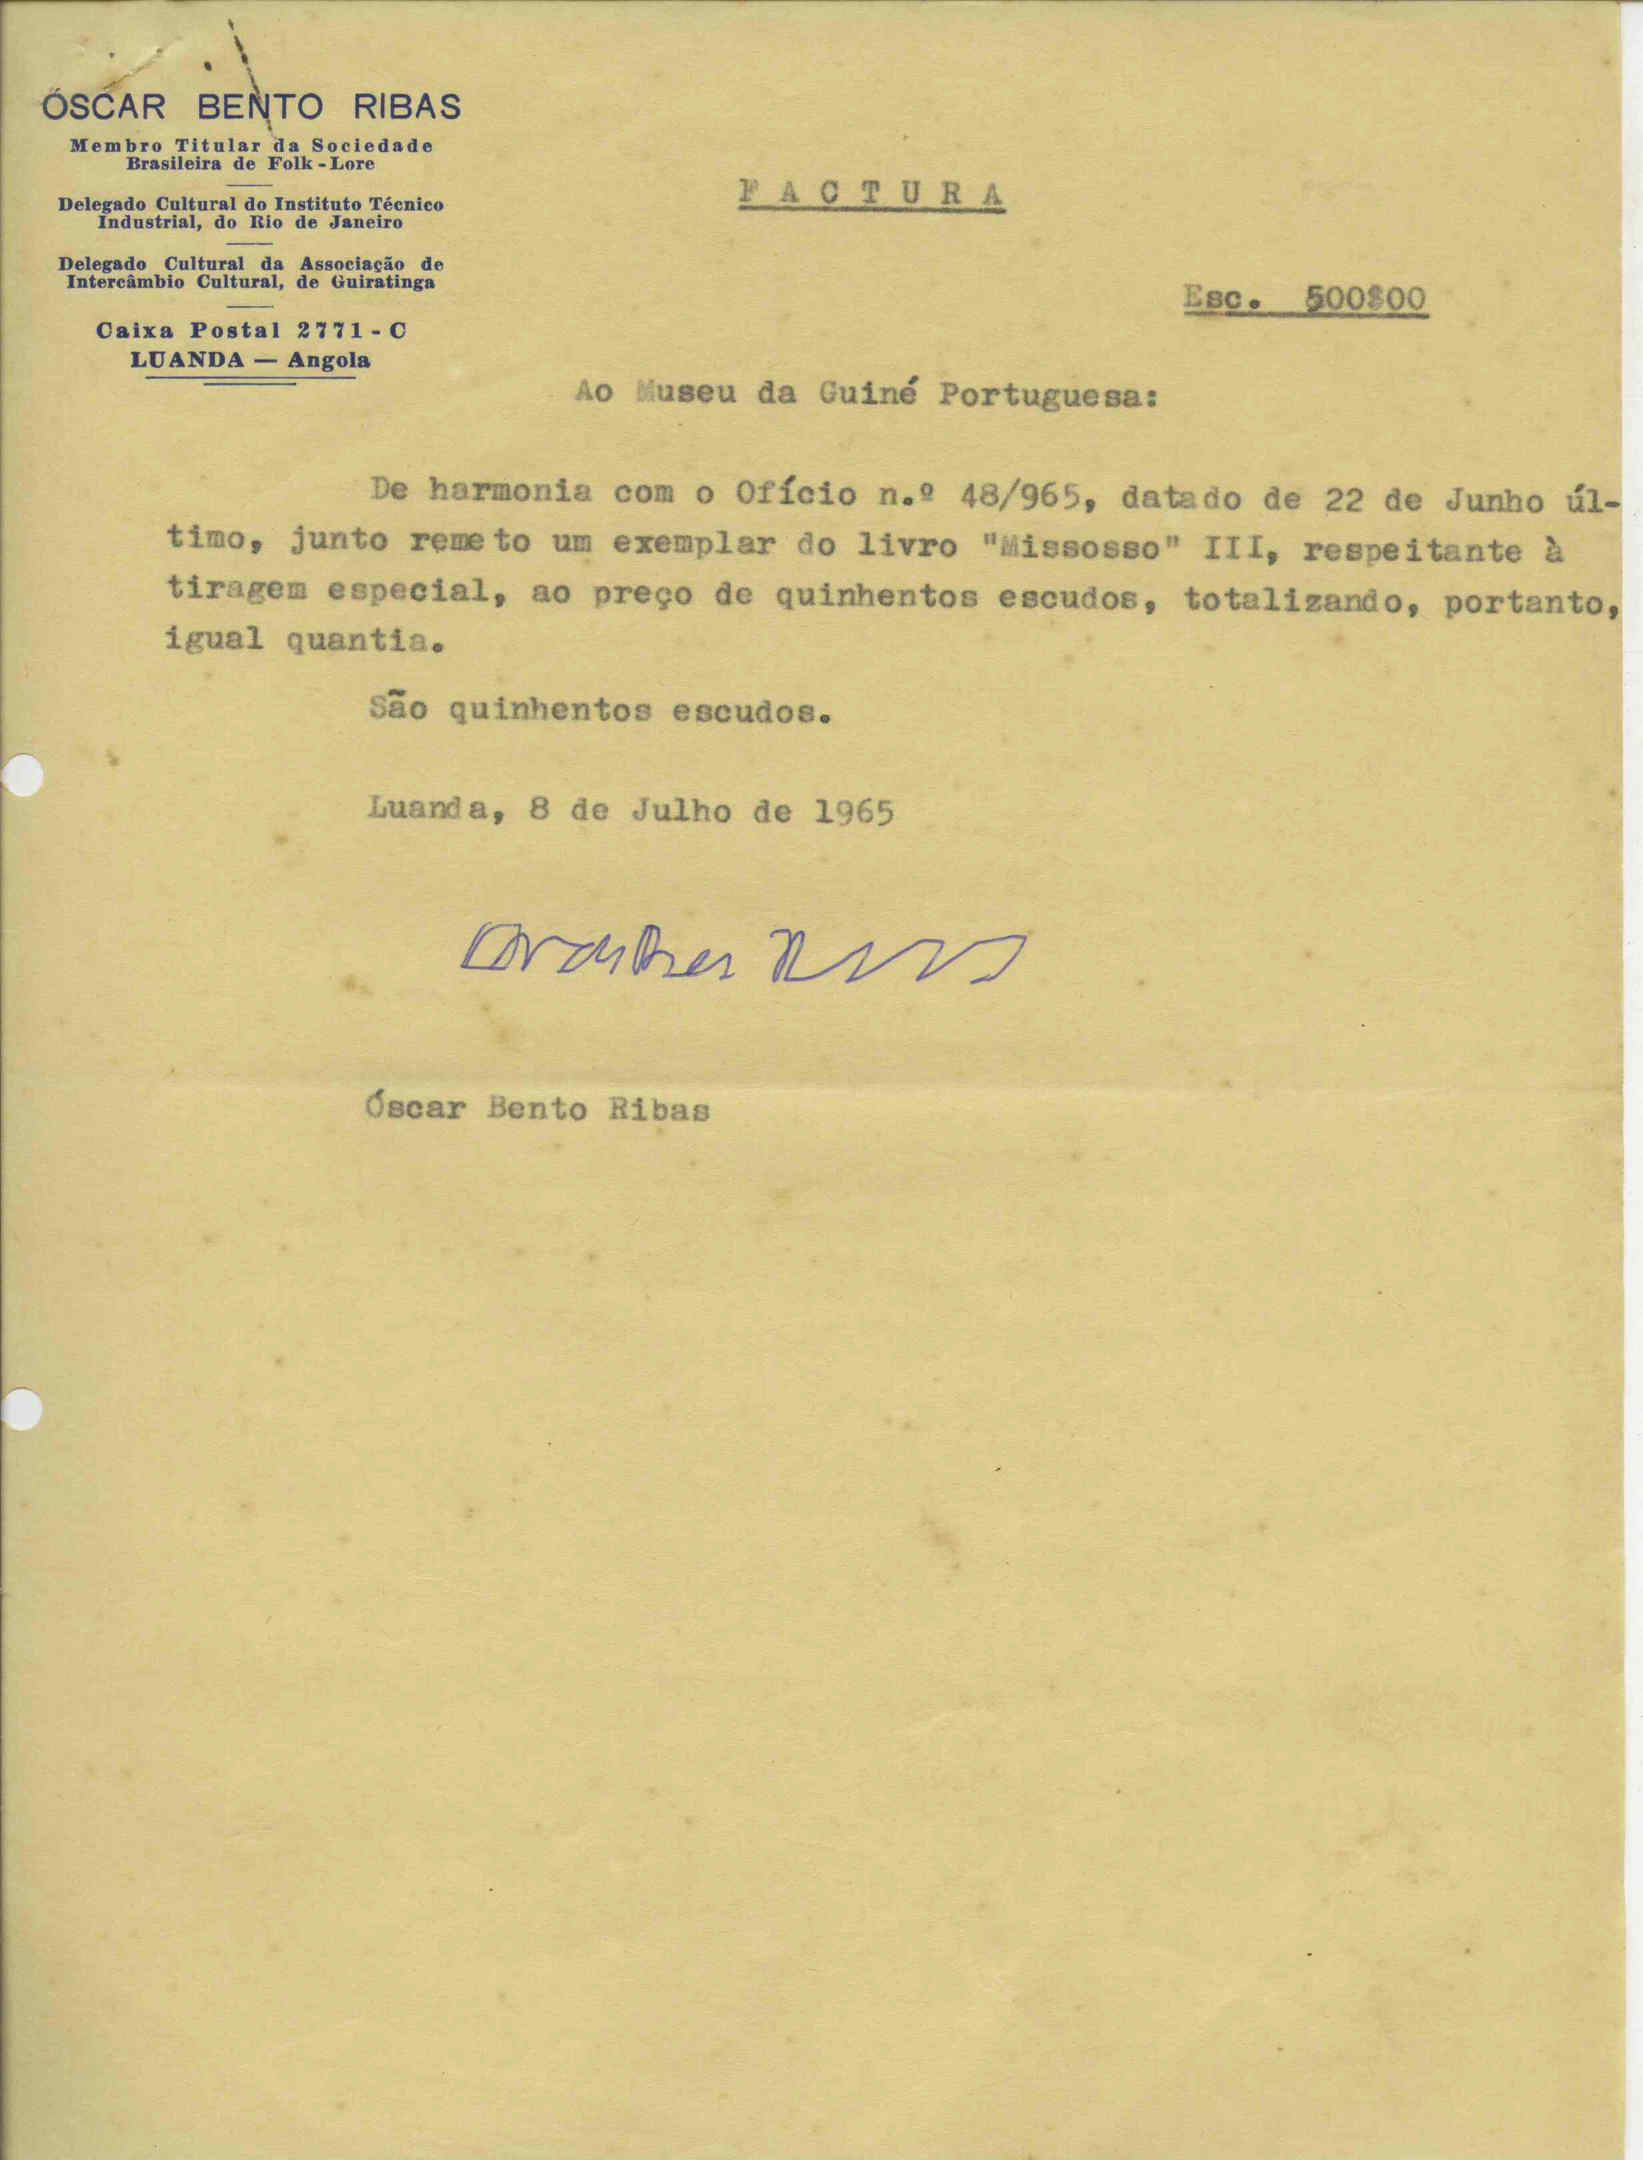 ÓSCAR BENTO RIBAS
Membro Titular da Sociedade
Brasileira de Folk-Lore
Delegado Cultural do Instituto Técnico
Industrial, do Rio de Janeiro
Delegado Cultural da Associação de
Intercâmbio Cultural, de Guiratinga
Caixa Postal 2771-C
LUANDA — Angola
F A C T U R A
Esc. 500$00
Ao Museu da Guiné Portuguesa:
De harmonia com o Ofício n.º 48/965, datado de 22 de Junho úl-
timo, junto remeto um exemplar do livro "Missosso" III, respeitante à
tiragem especial, ao preço de quinhentos escudos, totalizando, portanto,
igual quantia.
São quinhentos escudos.
Luanda, 8 de Julho de 1965
Óscar Bento Ribas